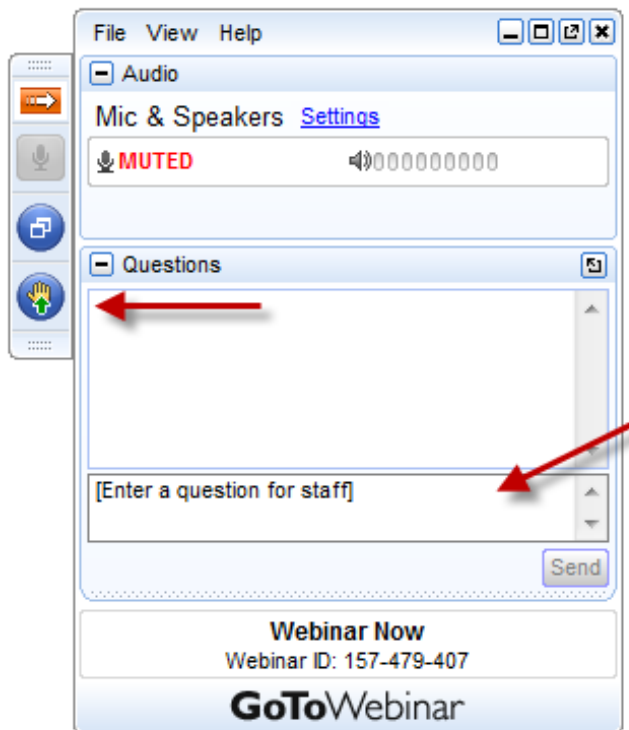 File View Help
Audio
Mic & Speakers Settings
MUTED
Questions
[Enter a question for staff]
Send
Webinar Now
Webinar ID: 157-479-407
GoToWebinar